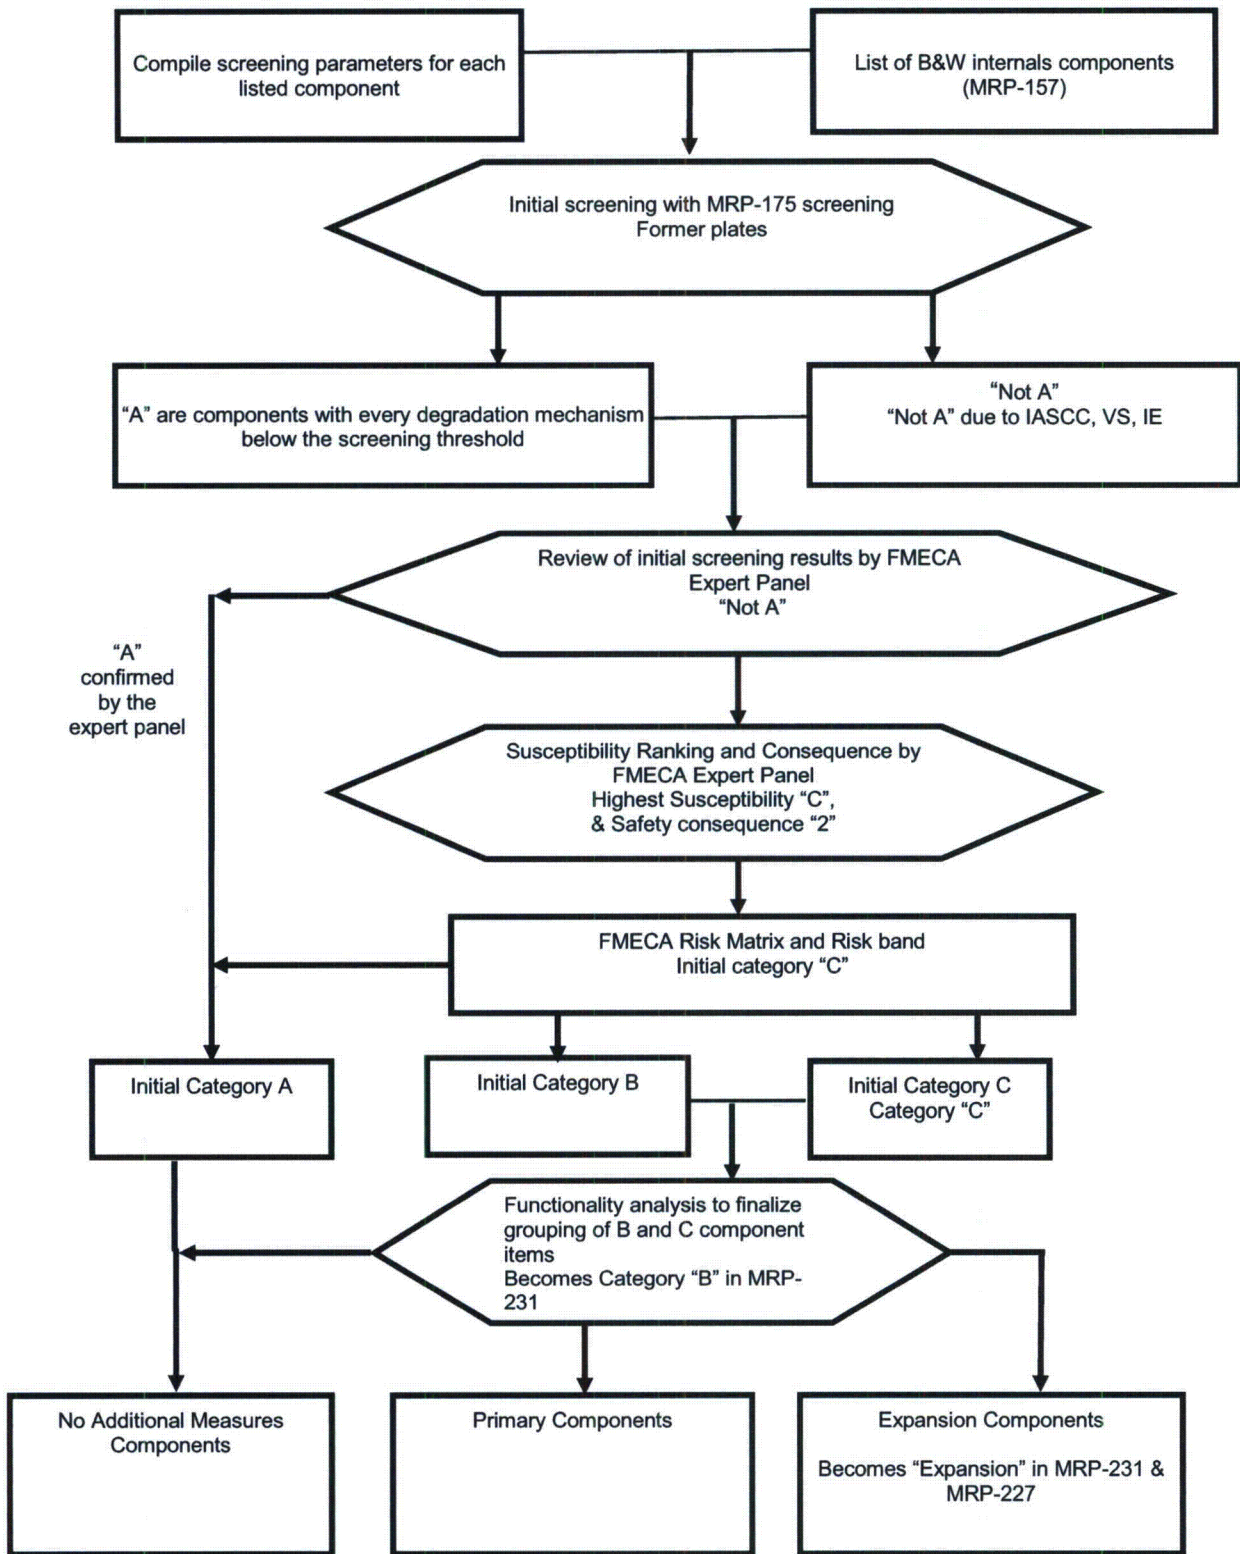 Compile screening parameters for each
listed component
List of B&W internals components
(MRP-157)
Initial screening with MRP-175 screening
Former plates
“A” are components with every degradation mechanism
below the screening threshold
“Not A”
“Not A” due to IASCC, VS, IE
Review of initial screening results by FMECA
Expert Panel
“Not A”
“A”
confirmed
by the
expert panel
Susceptibility Ranking and Consequence by
FMECA Expert Panel
Highest Susceptibility “C”,
& Safety consequence “2”
FMECA Risk Matrix and Risk band
Initial category “C”
Initial Category A
Initial Category B
Initial Category C
Category “C”
Functionality analysis to finalize
grouping of B and C component
items
Becomes Category “B” in MRP-
231
No Additional Measures
Components
Primary Components
Expansion Components
Becomes “Expansion” in MRP-231 &
MRP-227